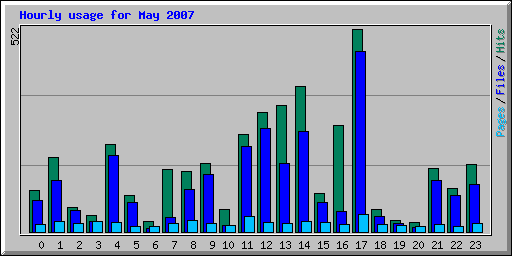 Hourly usage for May 2007
522
Pages / Files / Hits
0 1 2 3 4 5 6 7 8 9 10 11 12 13 14 15 16 17 18 19 20 21 22 23